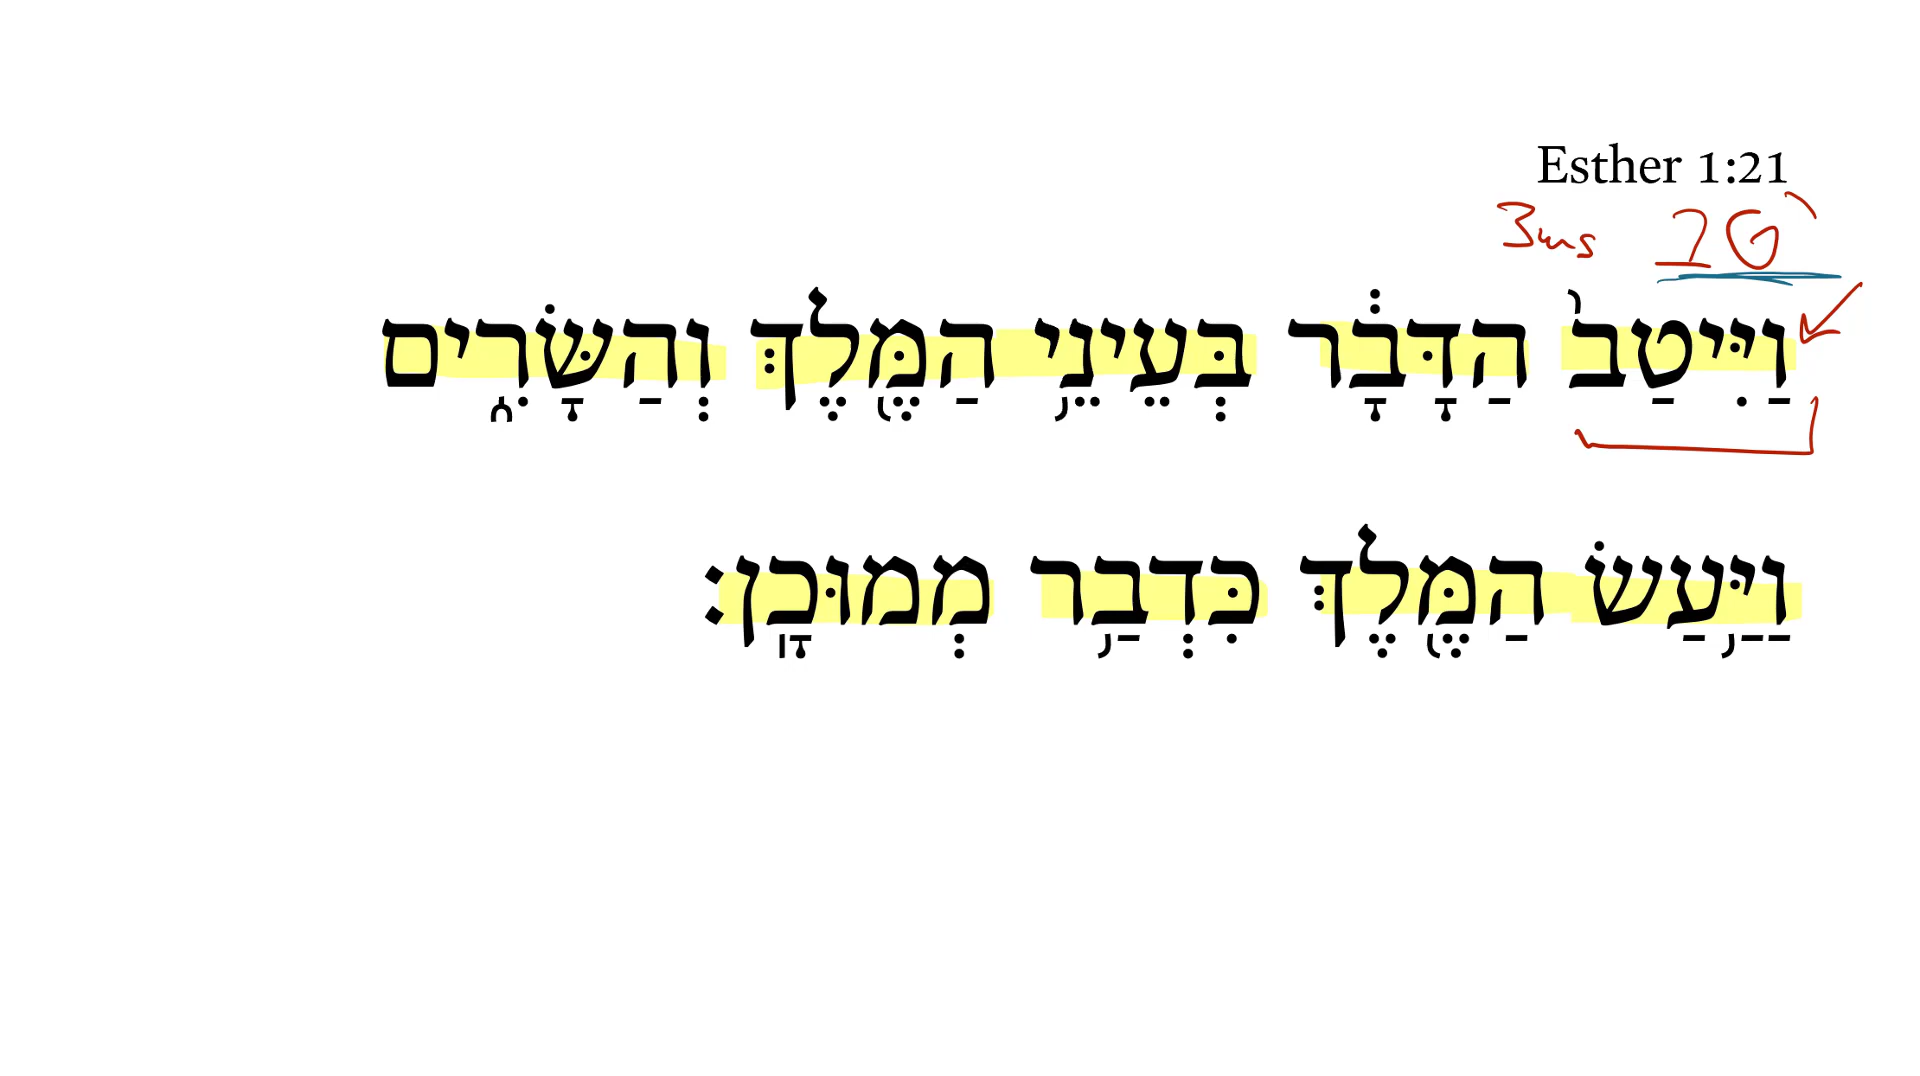 Esther 1:21
3ms
וַיִּיטַב֙ הַדָּבָ֔ר בְּעֵינֵ֥י הַמֶּ֖לֶךְ וְהַשָּׂרִ֑ים
וַיַּ֥עַשׂ הַמֶּ֖לֶךְ כִּדְבַ֥ר מְמוּכָֽן׃